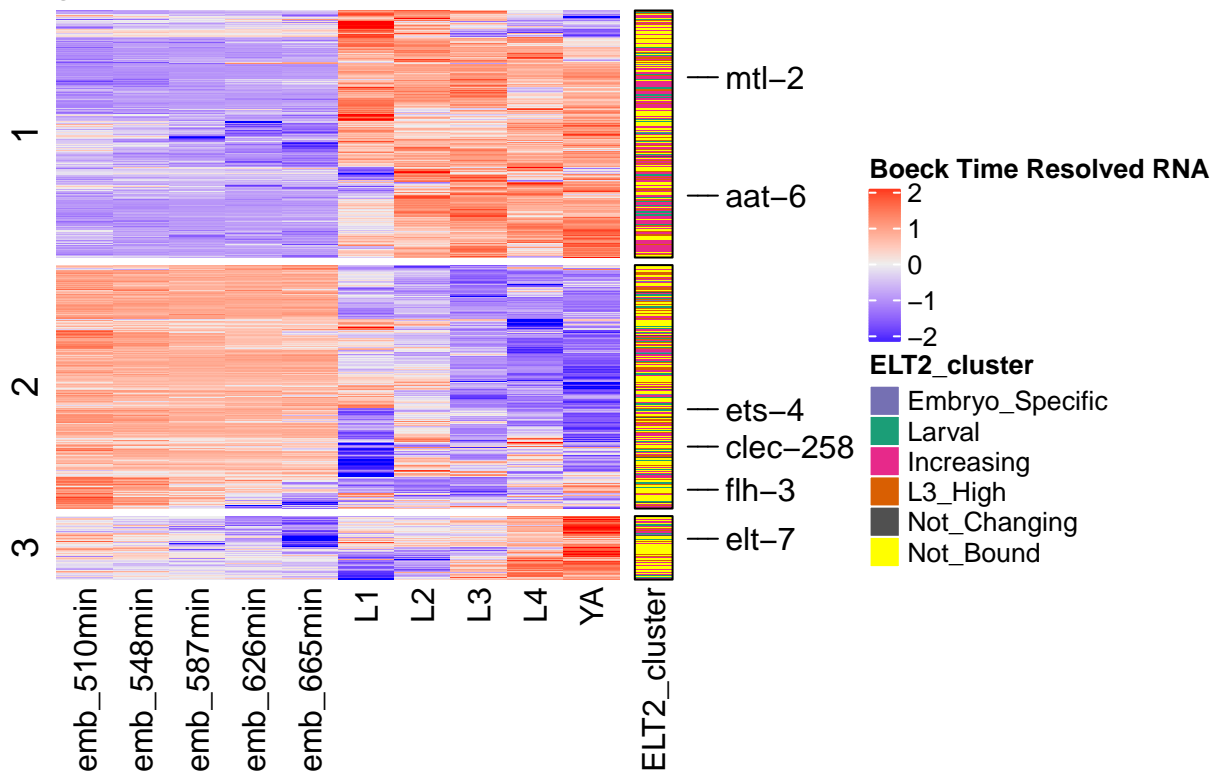 1
2
3
mtl−2
aat−6
ets−4
clec−258
flh−3
elt−7
Boeck Time Resolved RNA
2
1
0
−1
−2
ELT2_cluster
Embryo_Specific
Larval
Increasing
L3_High
Not_Changing
Not_Bound
emb_510min
emb_548min
emb_587min
emb_626min
emb_665min
L1
L2
L3
L4
YA
ELT2_cluster